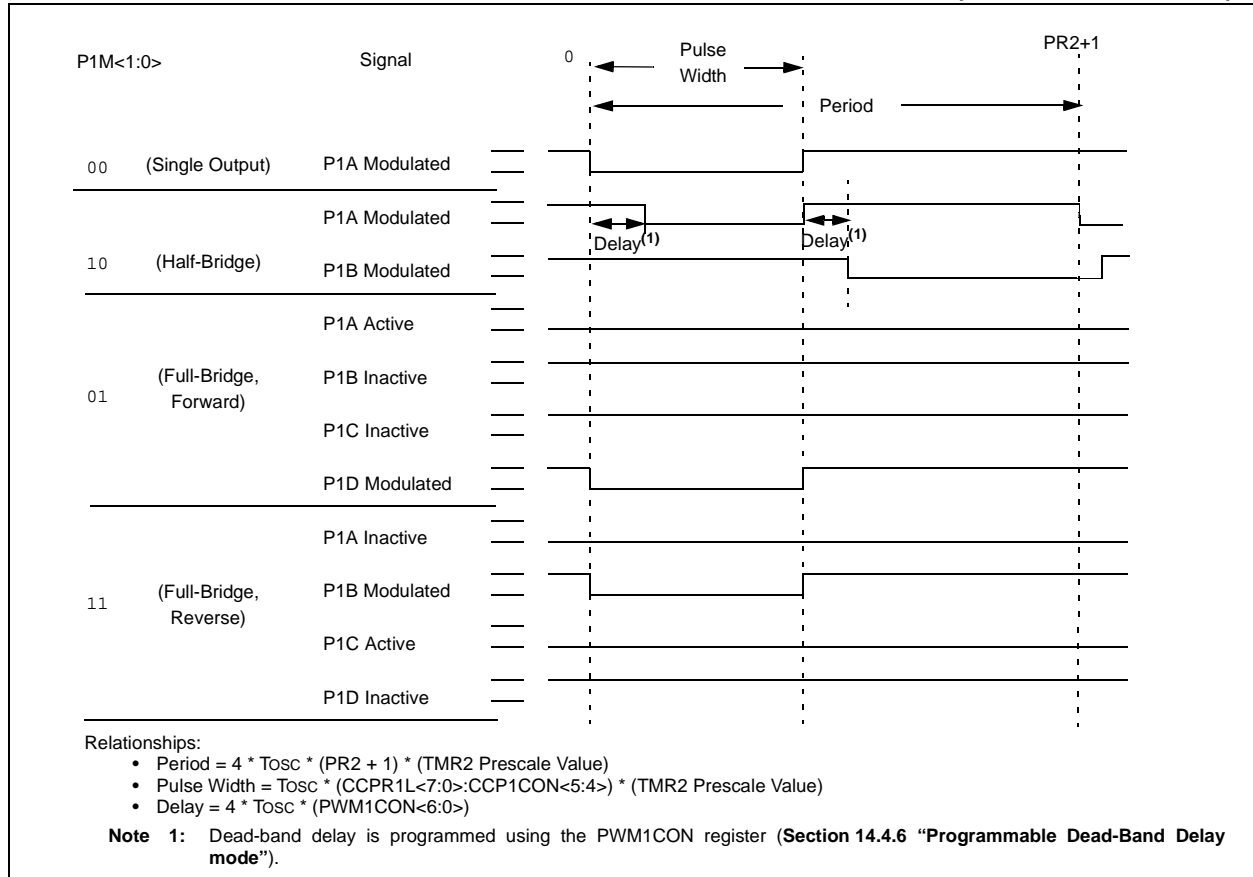 P1M<1:0> Signal 0 Pulse Width PR2+1
Period
00 (Single Output) P1A Modulated
P1A Modulated
Delay(1) Delay(1)
10 (Half-Bridge) P1B Modulated
P1A Active
01 (Full-Bridge, Forward) P1B Inactive
P1C Inactive
P1D Modulated
P1A Inactive
11 (Full-Bridge, Reverse) P1B Modulated
P1C Active
P1D Inactive
Relationships:
• Period = 4 * TOSC * (PR2 + 1) * (TMR2 Prescale Value)
• Pulse Width = TOSC * (CCPR1L<7:0>:CCP1CON<5:4>) * (TMR2 Prescale Value)
• Delay = 4 * TOSC * (PWM1CON<6:0>)
Note 1: Dead-band delay is programmed using the PWM1CON register (Section 14.4.6 “Programmable Dead-Band Delay
mode”).